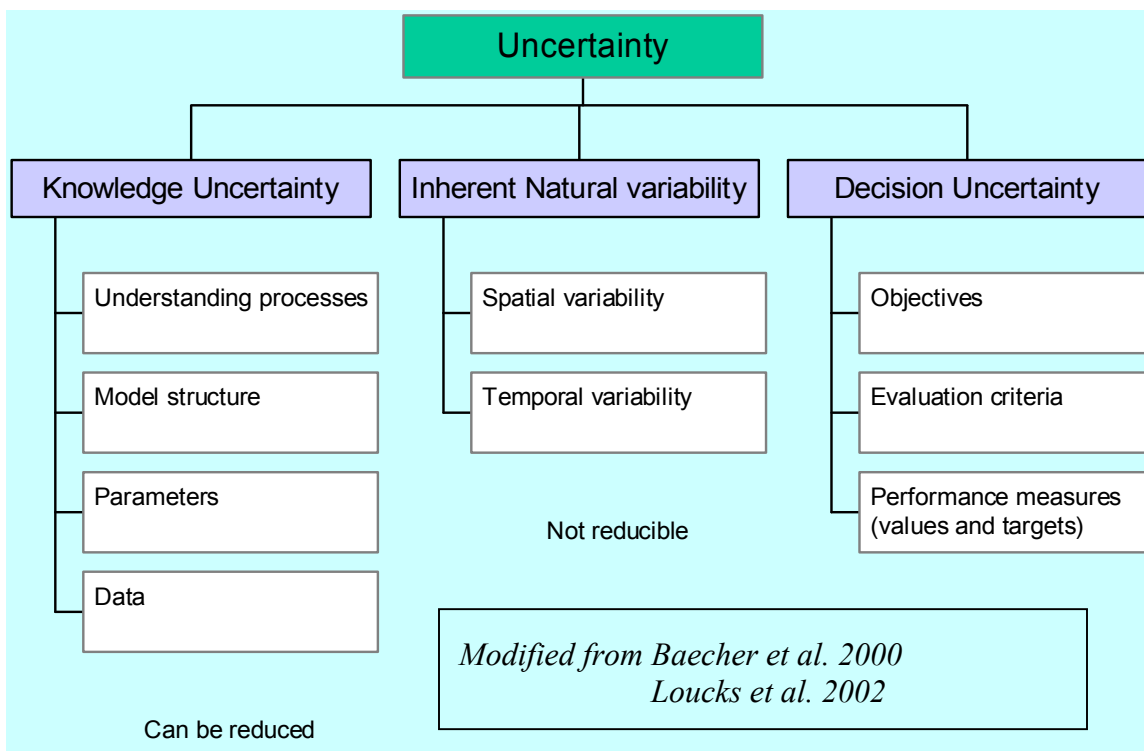 Uncertainty
Knowledge Uncertainty
Understanding processes
Model structure
Parameters
Data
Can be reduced
Inherent Natural variability
Spatial variability
Temporal variability
Not reducible
Decision Uncertainty
Objectives
Evaluation criteria
Performance measures
(values and targets)
Modified from Baecher et al. 2000
Loucks et al. 2002